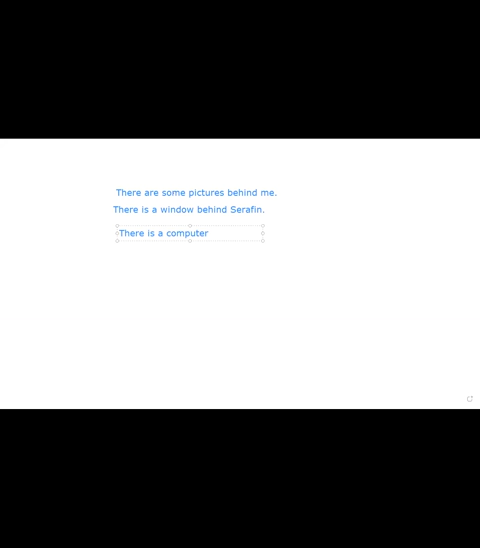 There are some pictures behind me.
There is a window behind Serafin.
There is a computer